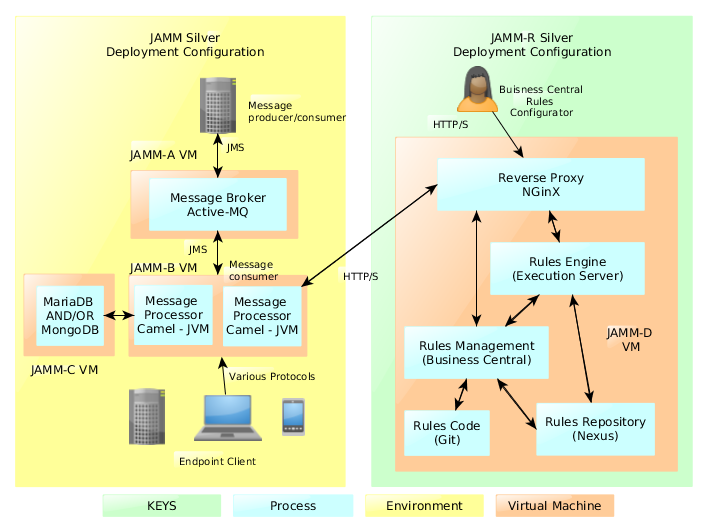 JAMM Silver
Deployment Configuration
Message
producer/consumer
JMS
JAMM-A VM
Message Broker
Active-MQ
JMS
Message
consumer
JAMM-B VM
MariaDB
AND/OR
MongoDB
Message
Processor
Camel - JVM
Message
Processor
Camel - JVM
JAMM-C VM
Various Protocols
Endpoint Client
HTTP/S
JAMM-R Silver
Deployment Configuration
Buisness Central
Rules
Configurator
HTTP/S
Reverse Proxy
NGinX
Rules Engine
(Execution Server)
JAMM-D
VM
Rules Management
(Business Central)
Rules Code
(Git)
Rules Repository
(Nexus)
KEYS
Process
Environment
Virtual Machine